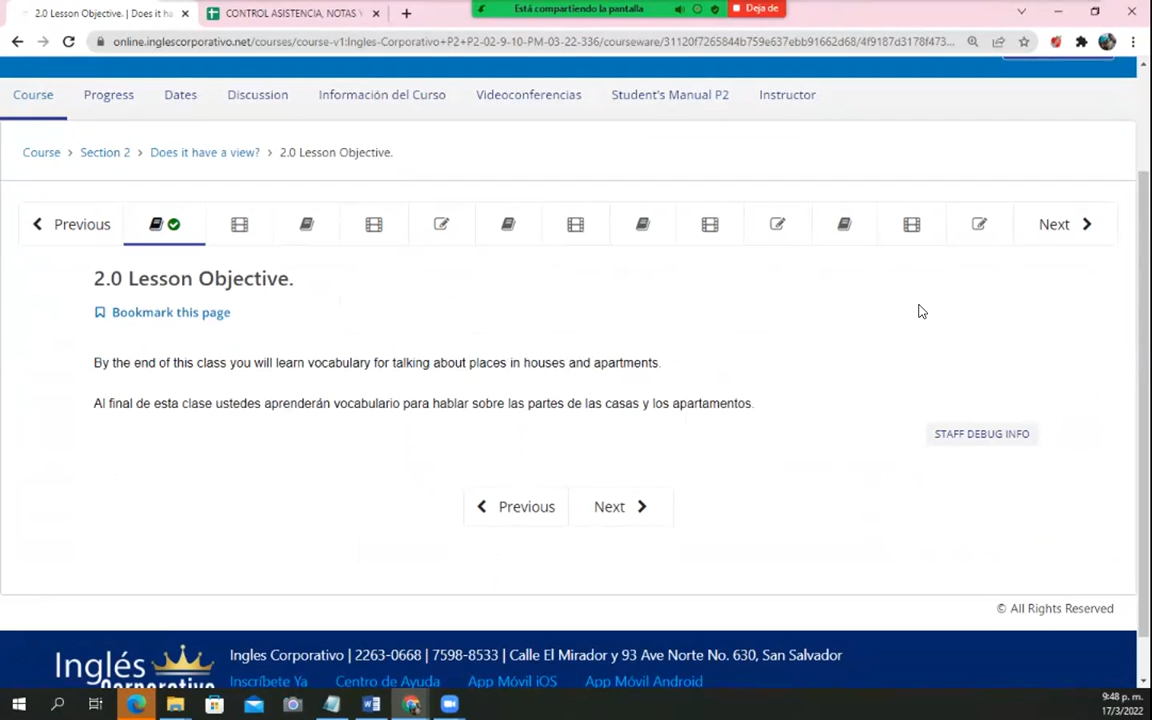 Está compartiendo la pantalla
Deja de
2.0 Lesson Objective. | Does it ha
CONTROL ASISTENCIA, NOTAS
online.inglescorporativo.net/courses/course-v1:Ingles-Corporativo+P2+P2-02-9-10-PM-03-22-336/courseware/31120f7265844b759e637ebb91662d68/4f9187d3178f473...
Course Progress Dates Discussion Información del Curso Videoconferencias Student's Manual P2 Instructor
Course > Section 2 > Does it have a view? > 2.0 Lesson Objective.
Previous
Next
2.0 Lesson Objective.
Bookmark this page
By the end of this class you will learn vocabulary for talking about places in houses and apartments.
Al final de esta clase ustedes aprenderán vocabulario para hablar sobre las partes de las casas y los apartamentos.
STAFF DEBUG INFO
Previous Next
© All Rights Reserved
Inglés
Ingles Corporativo | 2263-0668 | 7598-8533 | Calle El Mirador y 93 Ave Norte No. 630, San Salvador
Corporativo
Inscríbete Ya Centro de Ayuda App Móvil iOS App Móvil Android
9:48 p. m.
17/3/2022